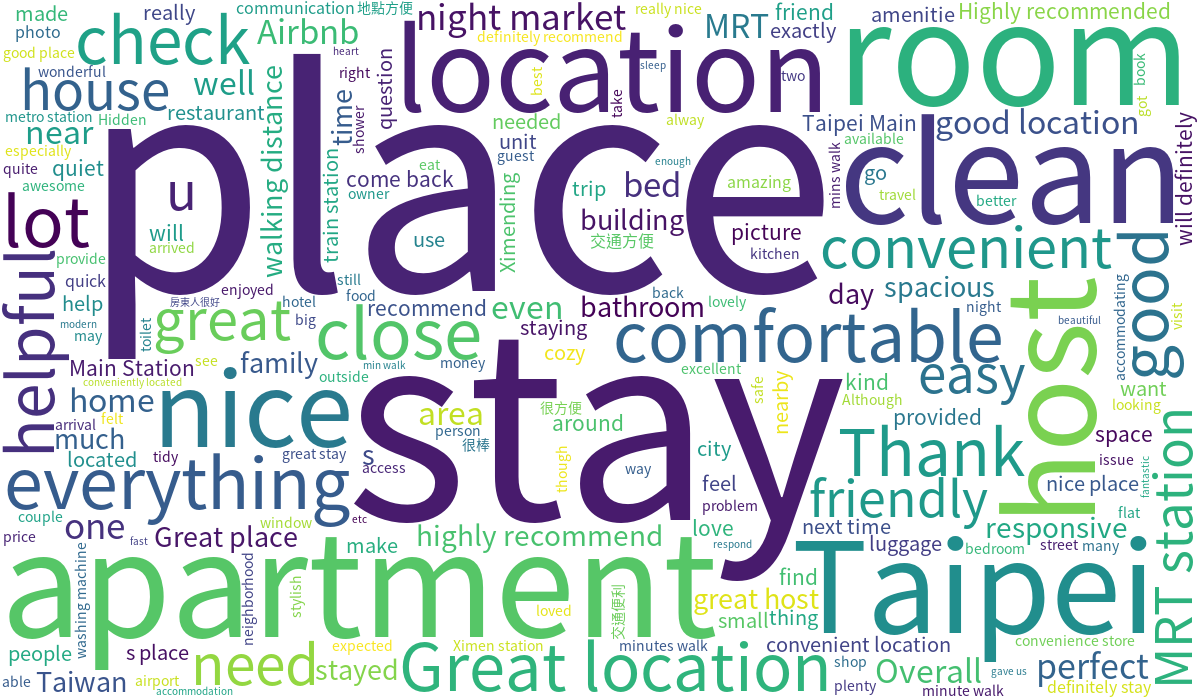 made
really
communication
地點方便
night market
really nice
friend
amenitie
Highly recommended
photo
check
Airbnb
definitely recommend
MRT
exactly
good place
heart
location
room
wonderful
well
right
question
sleep
two
book
house
time
best
take
metro station
Hidden
restaurant
shower
needed
alway
Taipei Main
good location
got
near
walking distance
unit
available
especially
train station
guest
clean
quite
quiet
place
come back
eat
enough
mins walk
go
will definitely
awesome
owner
trip
bed
amazing
travel
better
lot
u
Ximending
building
picture
will
use
交通方便
convenient
good
provide
arrived
kitchen
helpful
quick
enjoyed
still
back
day
spacious
host
help
房東人很好
hotel
food
recommend
even
bathroom
lovely
night
accommodating
visit
modern
great
big
close
staying
comfortable
beautiful
may
toilet
Main Station
see
family
min walk
money
cozy
excellent
easy
conveniently located
outside
stay
safe
nearby
kind
want
home
nice
area
很方便
Although
looking
arrival
felt
person
around
provided
much
很棒
city
Thank
space
located
tidy
great stay
s
access
though
way
feel
issue
everything
nice place
fantastic
MRT station
couple
window
etc
problem
friendly
flat
one
Great place
highly recommend
love
next time
responsive
price
fast
make
respond
luggage
bedroom
street
many
apartment
washing machine
neighborhood
stylish
交通便利
find
Taipei
loved
great host
small
thing
people
s place
expected
Ximen station
minutes walk
convenient location
convenience store
able
Taiwan
airport
need
stayed
Great location
shop
Overall
gave us
perfect
accommodation
plenty
minute walk
definitely stay